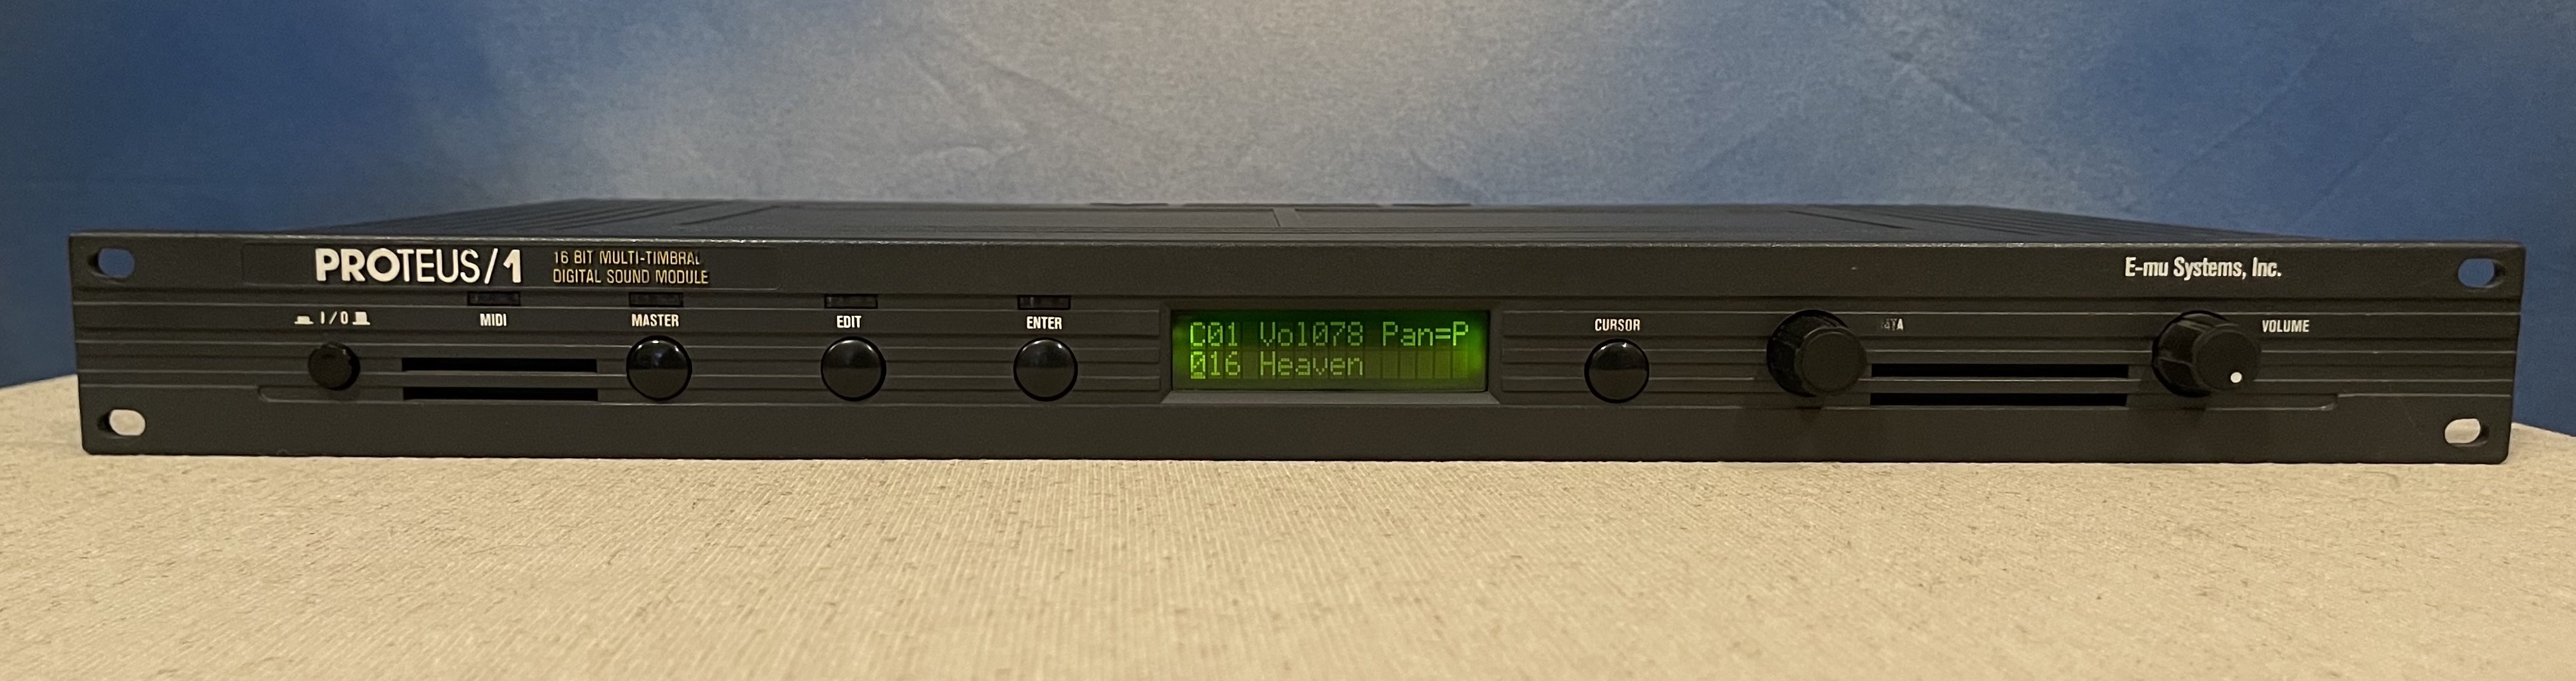 PROTEUS/1
16 BIT MULTI-TIMBRAL
DIGITAL SOUND MODULE
E-mu Systems, Inc.
I/O
MIDI
MASTER
EDIT
ENTER
C01 Vol078 Pan=P
016 Heaven
CURSOR
VOLUME